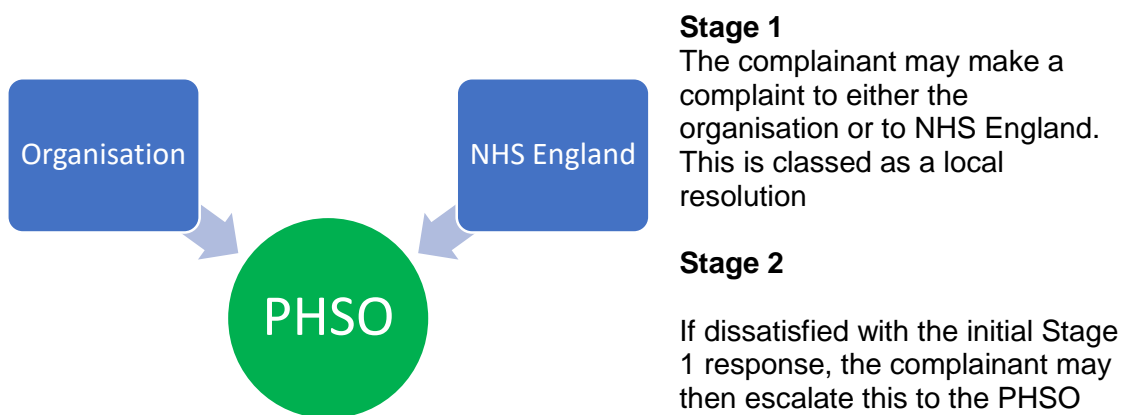 Organisation
NHS England
PHSO
Stage 1
The complainant may make a
complaint to either the
organisation or to NHS England.
This is classed as a local
resolution
Stage 2
If dissatisfied with the initial Stage
1 response, the complainant may
then escalate this to the PHSO